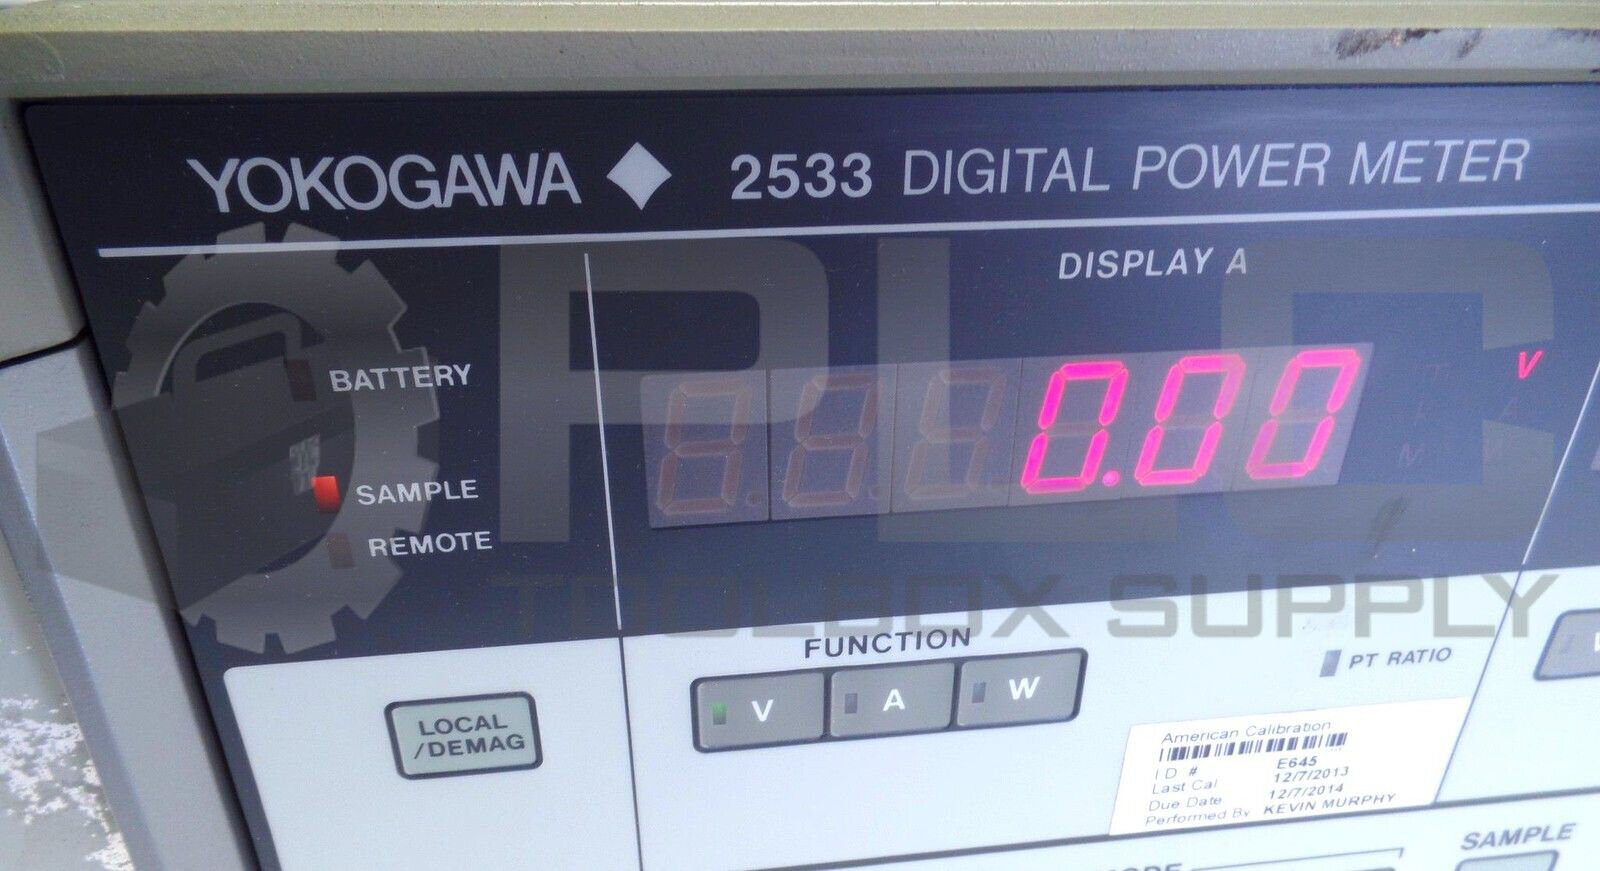 YOKOGAWA 2533 DIGITAL POWER METER
DISPLAY A
BATTERY
SAMPLE
REMOTE
0.00 V
PLC
TOOLBOX SUPPLY
FUNCTION
PT RATIO
LOCAL
/DEMAG
V A W
American Calibration
ID # E645
Last Cal 12/7/2013
Due Date 12/7/2014
Performed By KEVIN MURPHY
SAMPLE